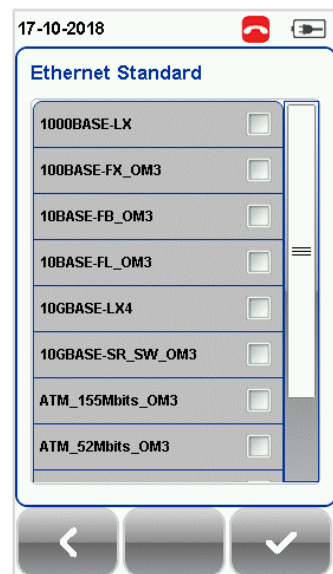 17-10-2018
Ethernet Standard
1000BASE-LX
100BASE-FX_OM3
10BASE-FB_OM3
10BASE-FL_OM3
10GBASE-LX4
10GBASE-SR_SW_OM3
ATM_155Mbits_OM3
ATM_52Mbits_OM3